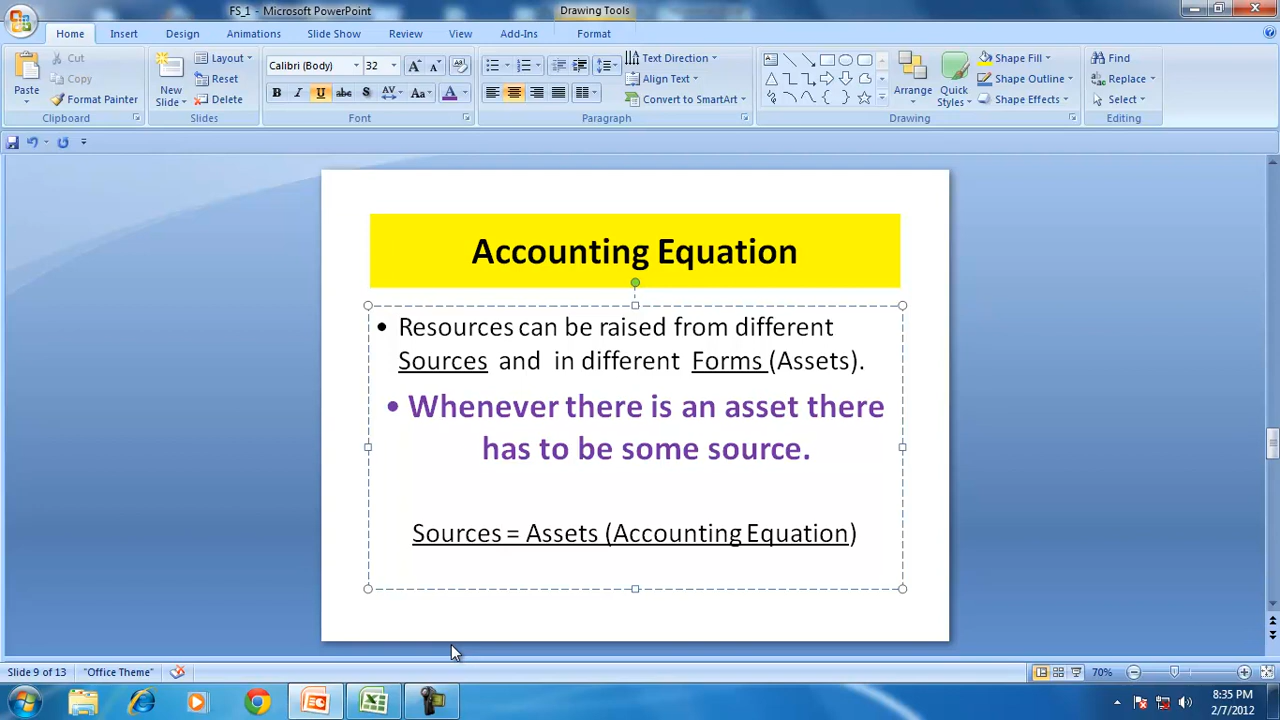 FS_1 - Microsoft PowerPoint
Drawing Tools
Home Insert Design Animations Slide Show Review View Add-Ins Format
Paste
Cut
Copy
Format Painter
Clipboard
New Slide
Layout
Reset
Delete
Slides
Calibri (Body) 32
B I U abc S AV Aa A
Font
Text Direction
Align Text
Convert to SmartArt
Paragraph
Arrange
Quick Styles
Shape Fill
Shape Outline
Shape Effects
Drawing
Find
Replace
Select
Editing
Accounting Equation
• Resources can be raised from different
Sources and in different Forms (Assets).
• Whenever there is an asset there
has to be some source.
Sources = Assets (Accounting Equation)
Slide 9 of 13 "Office Theme" 70%
8:35 PM
2/7/2012